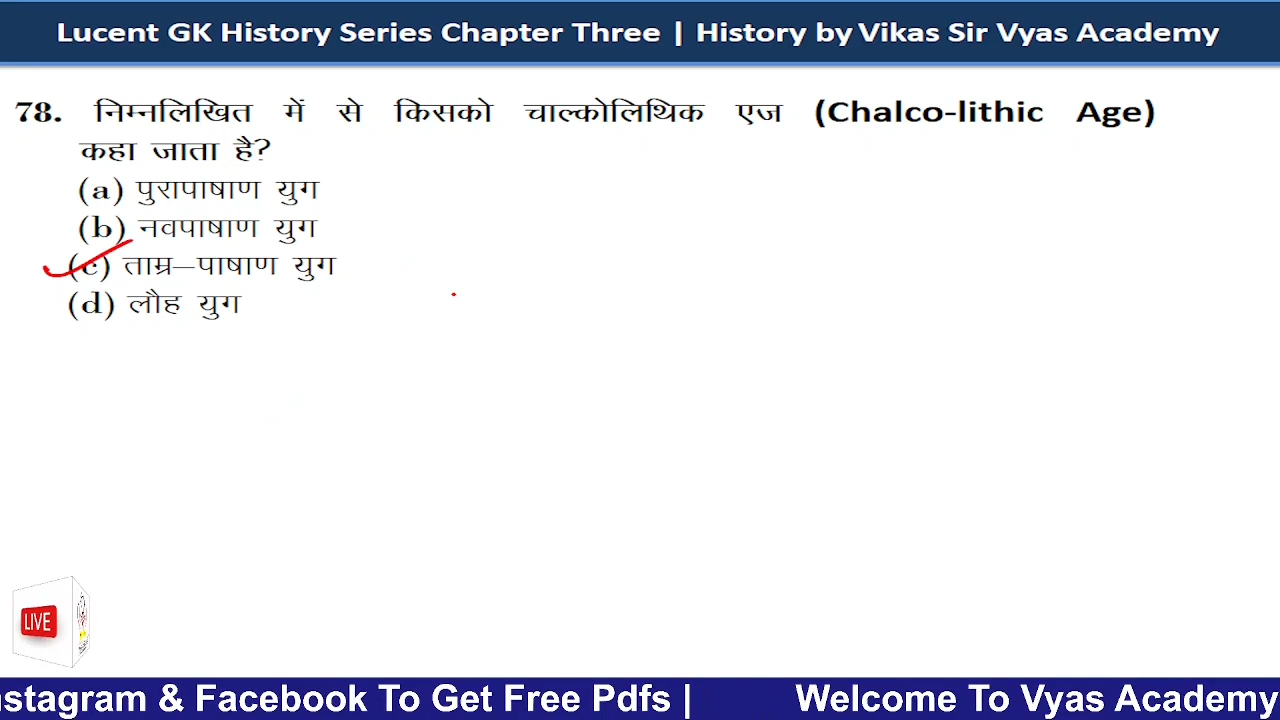 Lucent GK History Series Chapter Three | History by Vikas Sir Vyas Academy
78. निम्नलिखित में से किसको चाल्कोलिथिक एज (Chalco-lithic Age)
कहा जाता है?
(a) पुरापाषाण युग
(b) नवपाषाण युग
(c) ताम्र–पाषाण युग
(d) लौह युग
LIVE
nstagram & Facebook To Get Free Pdfs | Welcome To Vyas Academy